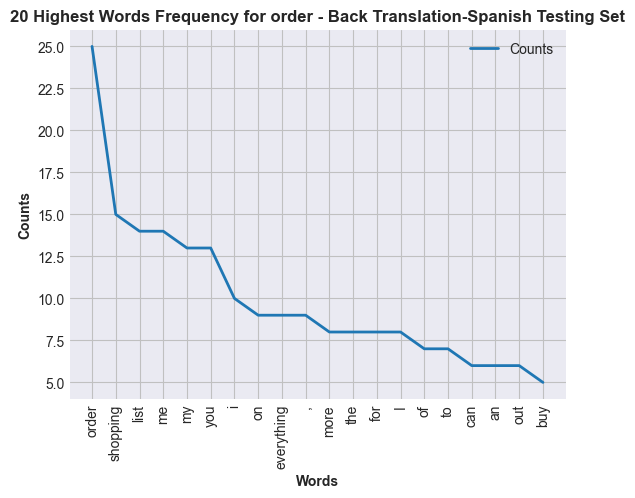 20 Highest Words Frequency for order - Back Translation-Spanish Testing Set
Counts
25.0
22.5
20.0
17.5
15.0
12.5
10.0
7.5
5.0
Counts
order
shopping
list
me
my
you
i
on
everything
,
more
the
for
I
of
to
can
an
out
buy
Words